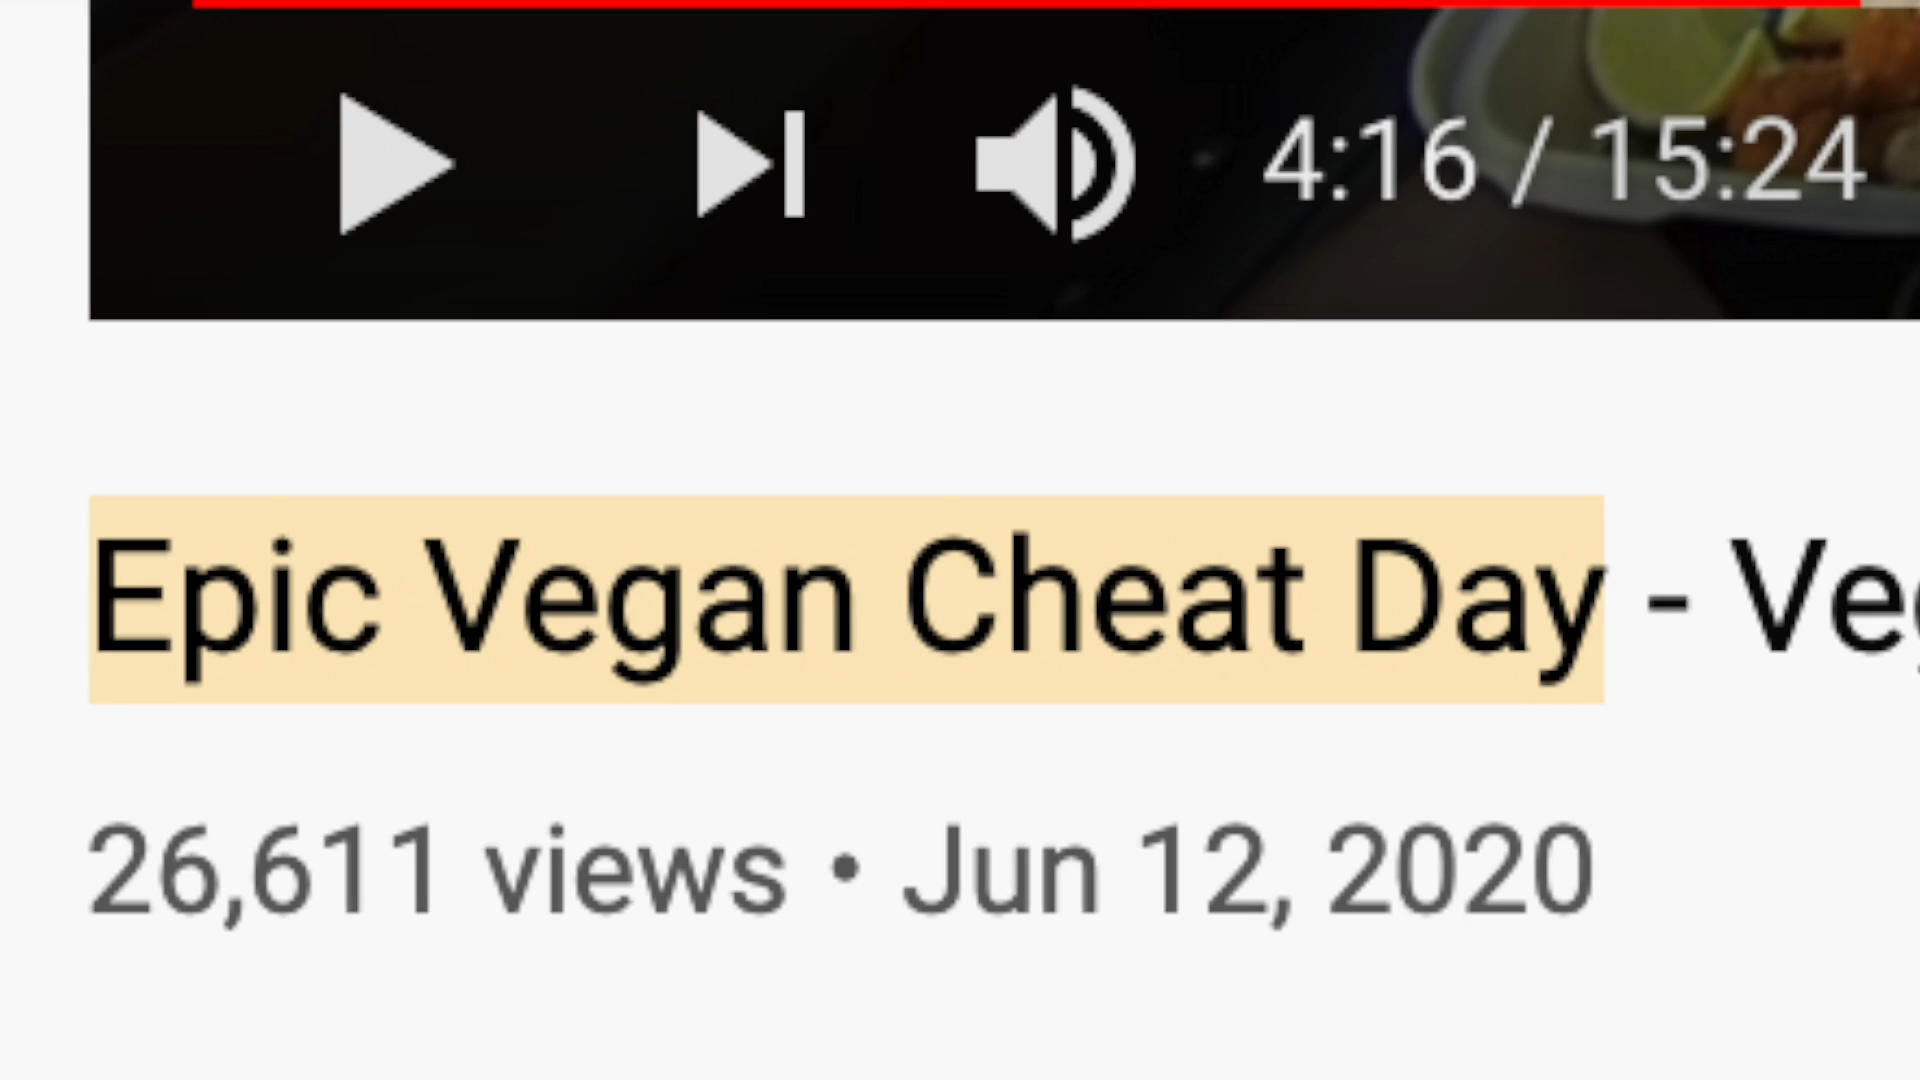 4:16 / 15:24
Epic Vegan Cheat Day -
26,611 views • Jun 12, 2020